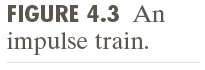 FIGURE 4.3 An
impulse train.